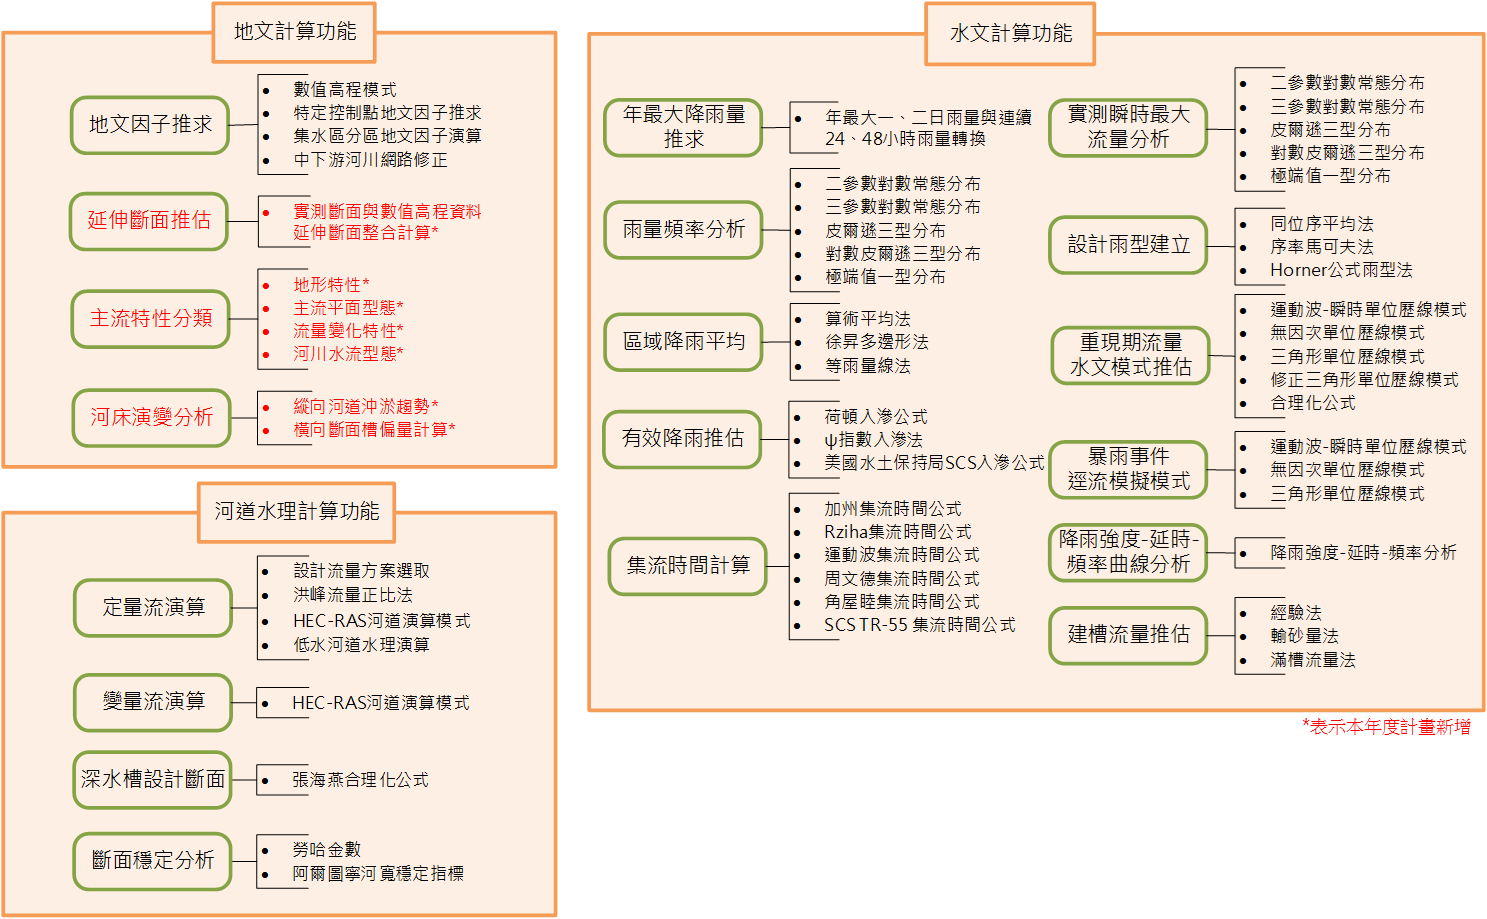 地文計算功能
地文因子推求
數值高程模式
特定控制點地文因子推求
集水區分區地文因子演算
中下游河川網路修正
延伸斷面推估
實測斷面與數值高程資料
延伸斷面整合計算*
主流特性分類
地形特性*
主流平面型態*
流量變化特性*
河川水流型態*
河床演變分析
縱向河道沖淤趨勢*
橫向斷面槽偏量計算*
河道水理計算功能
定量流演算
設計流量方案選取
洪峰流量正比法
HEC-RAS河道演算模式
低水河道水理演算
變量流演算
HEC-RAS河道演算模式
深水槽設計斷面
張海燕合理化公式
斷面穩定分析
勞哈金數
阿爾圖寧河寬穩定指標
水文計算功能
年最大降雨量
推求
年最大一、二日雨量與連續
24、48小時雨量轉換
雨量頻率分析
二參數對數常態分布
三參數對數常態分布
皮爾遜三型分布
對數皮爾遜三型分布
極端值一型分布
區域降雨平均
算術平均法
徐昇多邊形法
等雨量線法
有效降雨推估
荷頓入滲公式
ψ指數入滲法
美國水土保持局SCS入滲公式
集流時間計算
加州集流時間公式
Rziha集流時間公式
運動波集流時間公式
周文德集流時間公式
角屋睦集流時間公式
SCS TR-55 集流時間公式
實測瞬時最大
流量分析
二參數對數常態分布
三參數對數常態分布
皮爾遜三型分布
對數皮爾遜三型分布
極端值一型分布
設計雨型建立
同位序平均法
序率馬可夫法
Horner公式雨型法
重現期流量
水文模式推估
運動波-瞬時單位歷線模式
無因次單位歷線模式
三角形單位歷線模式
修正三角形單位歷線模式
合理化公式
暴雨事件
逕流模擬模式
運動波-瞬時單位歷線模式
無因次單位歷線模式
三角形單位歷線模式
降雨強度-延時-
頻率曲線分析
降雨強度-延時-頻率分析
建槽流量推估
經驗法
輸砂量法
滿槽流量法
*表示本年度計畫新增